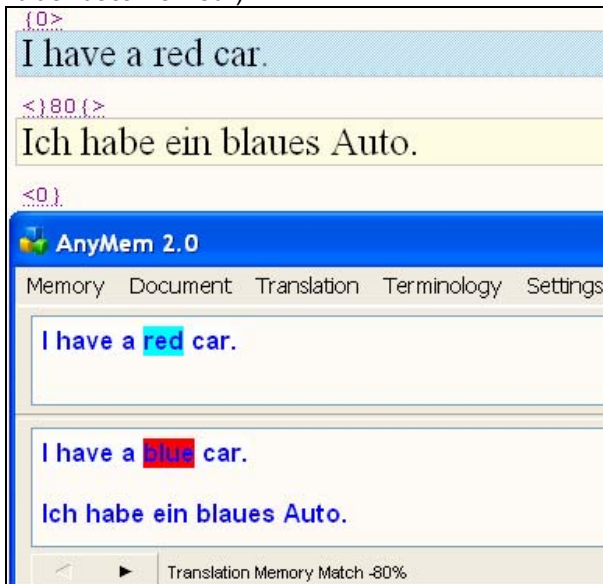 {0>
I have a red car.
<}80{>
Ich habe ein blaues Auto.
<0}
AnyMem 2.0
Memory Document Translation Terminology Settings
I have a red car.
I have a blue car.
Ich habe ein blaues Auto.
Translation Memory Match -80%